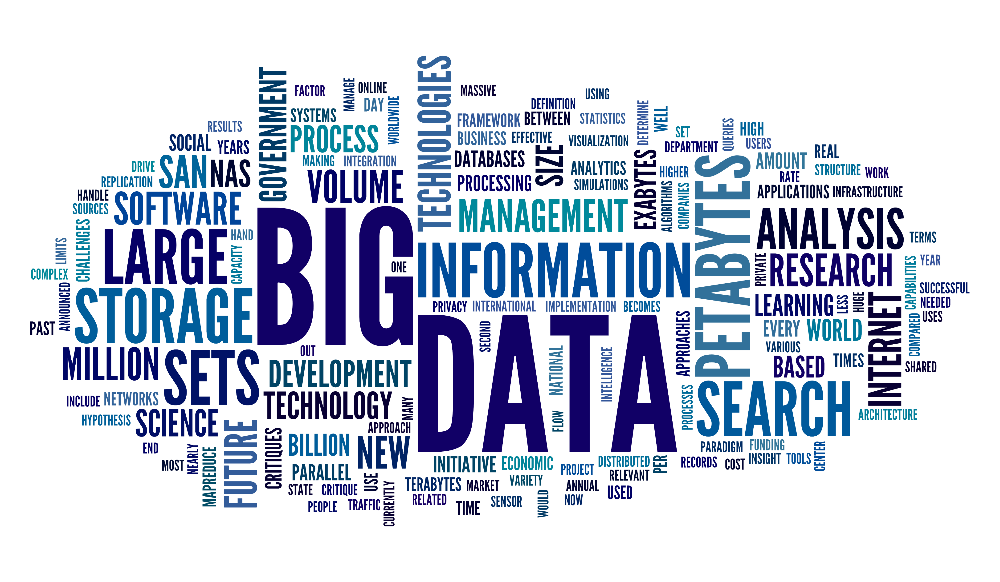 TECHNOLOGIES
GOVERNMENT
FACTOR
MANAGE
ONLINE
DAY
WORLDWIDE
MASSIVE
USING
DEFINITION
SYSTEMS
FRAMEWORK
BETWEEN
STATISTICS
DETERMINE
WELL
RESULTS
PROCESS
BUSINESS
EFFECTIVE
VISUALIZATION
SET
QUERIES
HIGH
SOCIAL
YEARS
DEPARTMENT
USERS
DRIVE
SAN
NAS
MAKING
INTEGRATION
DATABASES
SIZE
ANALYTICS
EXABYTES
HIGHER
PETABYTES
AMOUNT
REAL
STRUCTURE
WORK
RATE
REPLICATION
VOLUME
PROCESSING
SIMULATIONS
ALGORITHMS
COMPANIES
APPLICATIONS
INFRASTRUCTURE
HANDLE
SOURCES
SOFTWARE
MANAGEMENT
ANALYSIS
LIMITS
CHALLENGES
LARGE
HAND
CAPACITY
BIG
ONE
INFORMATION
TERMS
PRIVATE
RESEARCH
CAPABILITIES
YEAR
COMPLEX
ANNOUNCED
STORAGE
PRIVACY
INTERNATIONAL
IMPLEMENTATION
BECOMES
LEARNING
LESS
HUGE
INTERNET
SUCCESSFUL
NEEDED
USES
PAST
DATA
SECOND
NATIONAL
INTELLIGENCE
FLOW
APPROACHES
EVERY
WORLD
COMPARED
VARIOUS
MILLION
SETS
OUT
DEVELOPMENT
BASED
TIMES
SHARED
INCLUDE
NETWORKS
TECHNOLOGY
MANY
PROCESSES
SEARCH
ARCHITECTURE
HYPOTHESIS
SCIENCE
FUTURE
APPROACH
CRITIQUES
BILLION
NEW
END
NEARLY
MOST
MAPREDUCE
PARADIGM
FUNDING
CENTER
PARALLEL
INITIATIVE
ECONOMIC
PROJECT
DISTRIBUTED
PER
RECORDS
COST
INSIGHT
TOOLS
STATE
CRITIQUE
USE
CURRENTLY
TERABYTES
MARKET
VARIETY
RELEVANT
ANNUAL
USED
PEOPLE
TRAFFIC
RELATED
TIME
SENSOR
WOULD
NOW